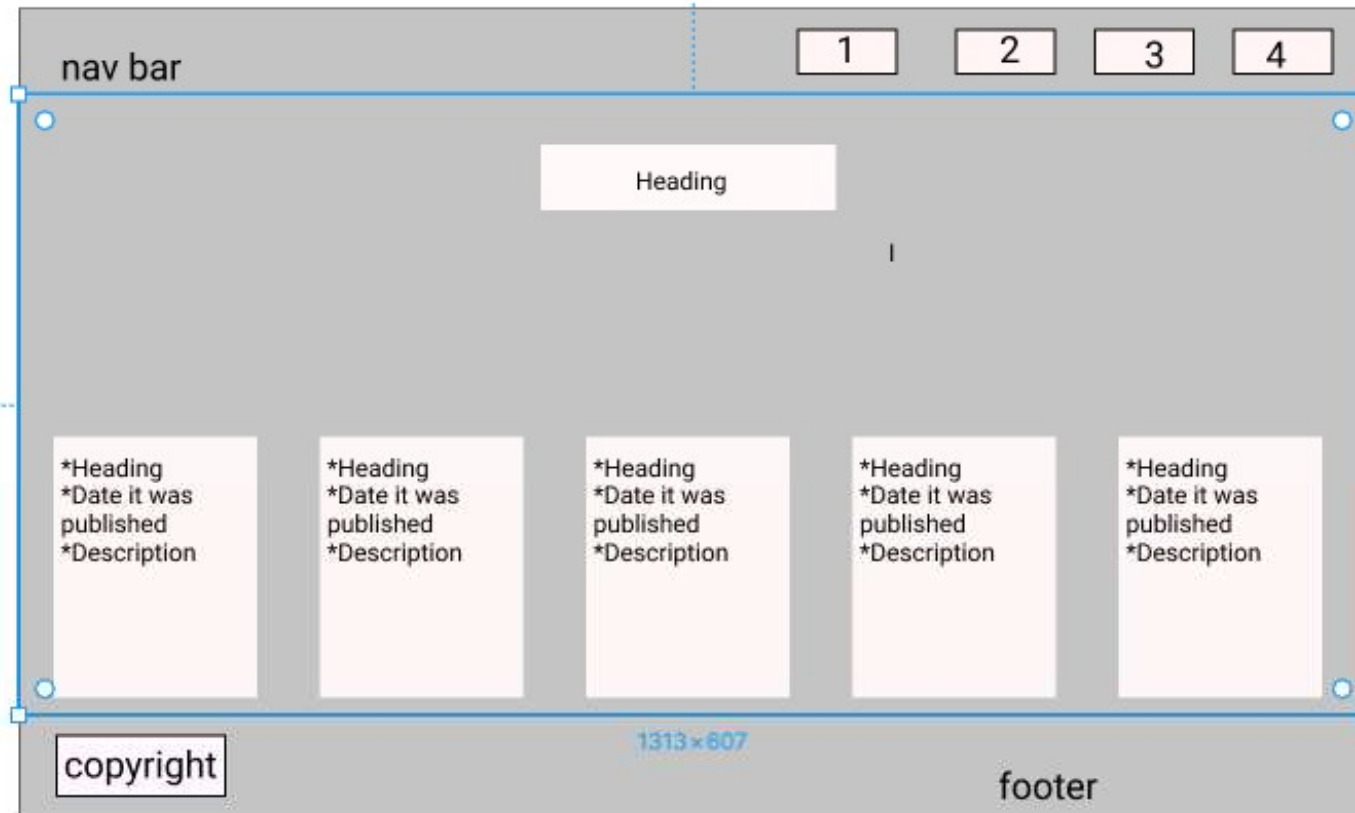 nav bar
1 2 3 4
Heading
*Heading
*Date it was
published
*Description
*Heading
*Date it was
published
*Description
*Heading
*Date it was
published
*Description
*Heading
*Date it was
published
*Description
*Heading
*Date it was
published
*Description
copyright
1313×607
footer